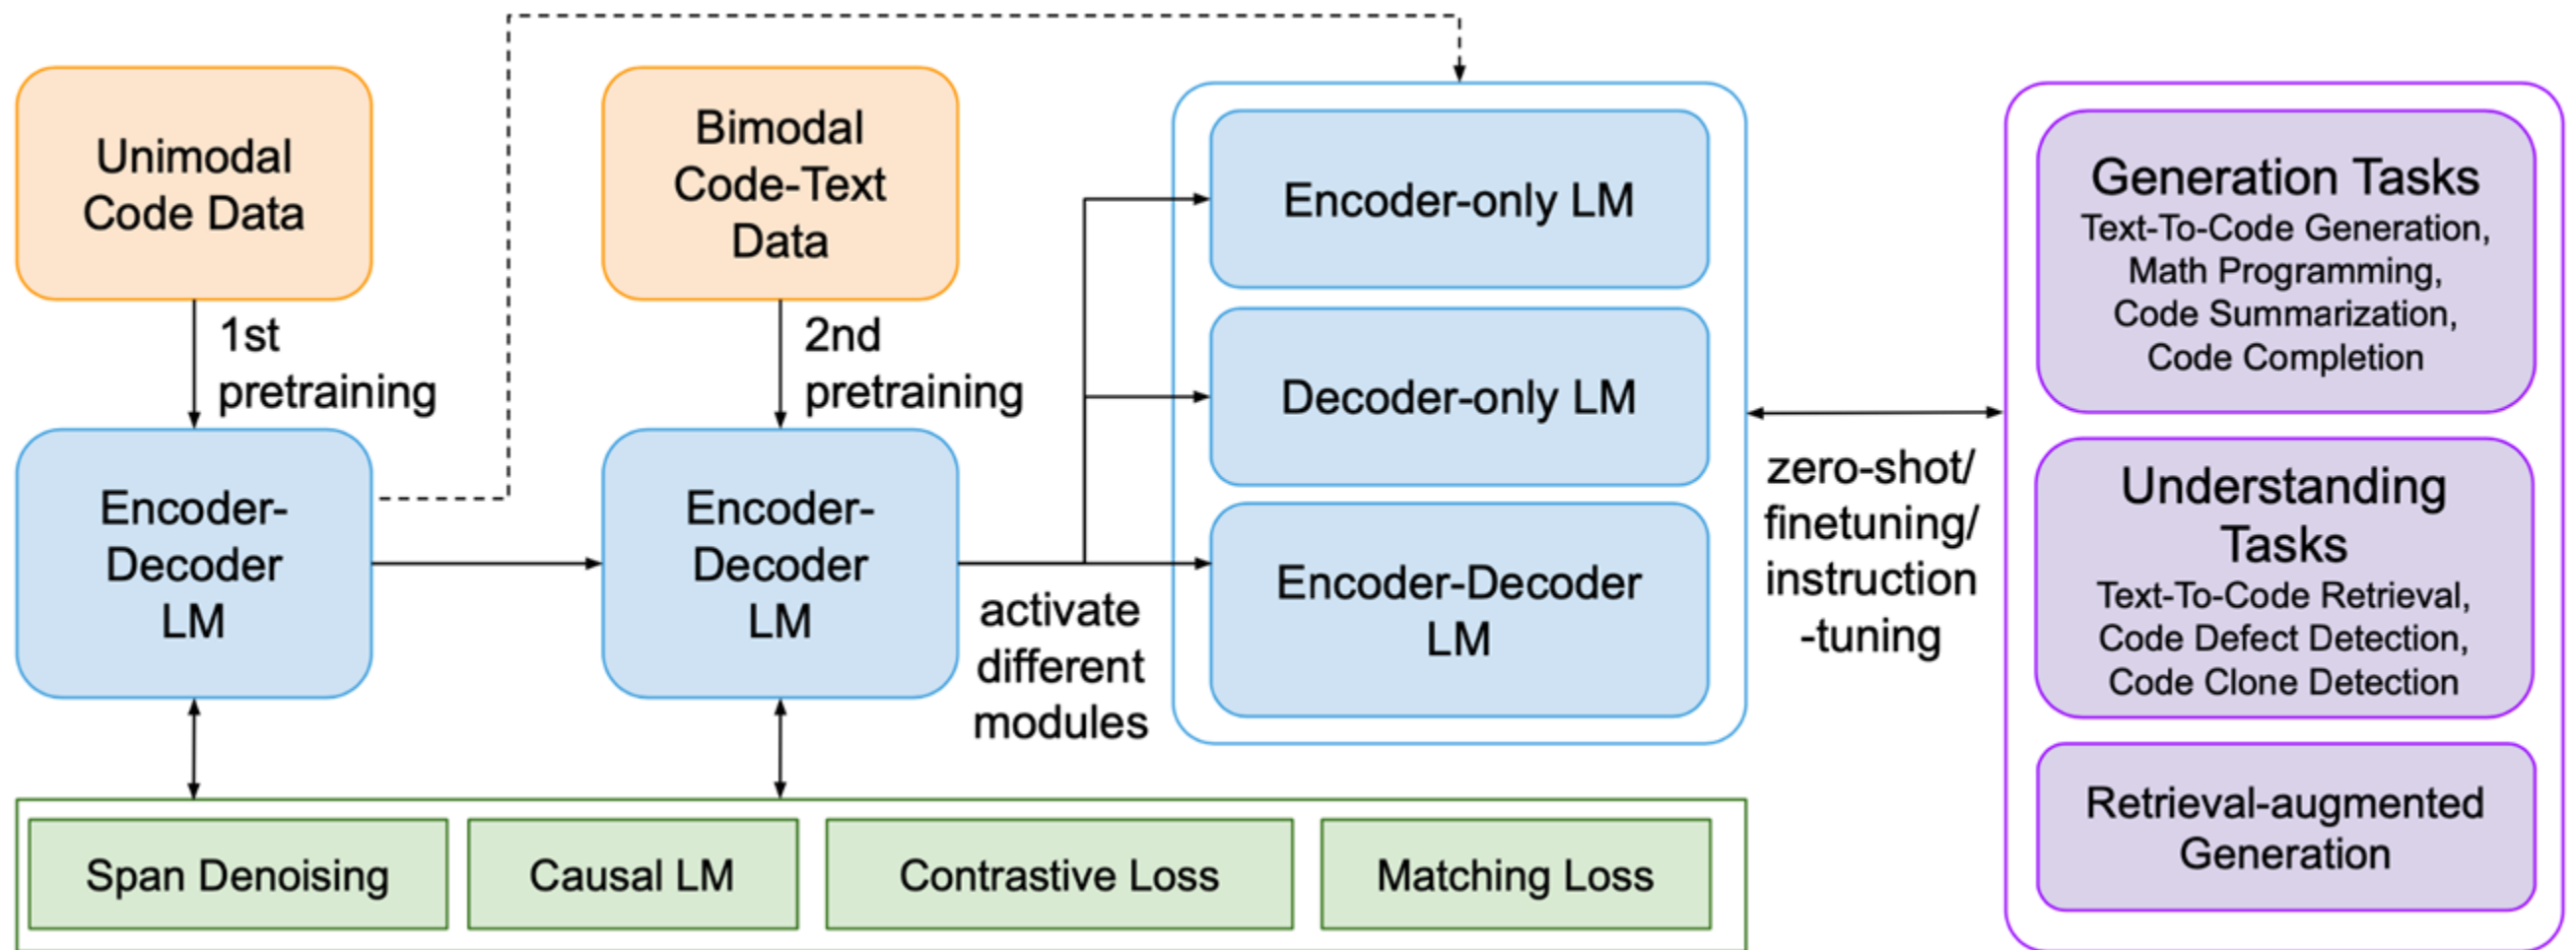 Unimodal
Code Data
1st
pretraining
Encoder-
Decoder
LM
Bimodal
Code-Text
Data
2nd
pretraining
Encoder-
Decoder
LM
activate
different
modules
Encoder-only LM
Decoder-only LM
Encoder-Decoder
LM
zero-shot/
finetuning/
instruction
-tuning
Generation Tasks
Text-To-Code Generation,
Math Programming,
Code Summarization,
Code Completion
Understanding
Tasks
Text-To-Code Retrieval,
Code Defect Detection,
Code Clone Detection
Retrieval-augmented
Generation
Span Denoising
Causal LM
Contrastive Loss
Matching Loss